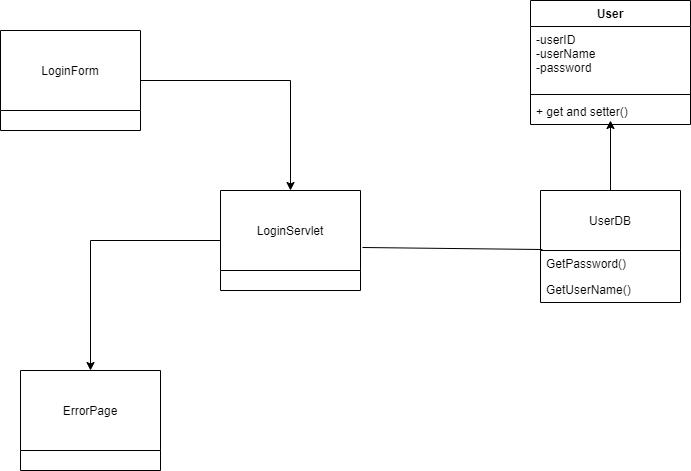 User
-userID
-userName
-password
+ get and setter()
LoginForm
LoginServlet
UserDB
GetPassword()
GetUserName()
ErrorPage